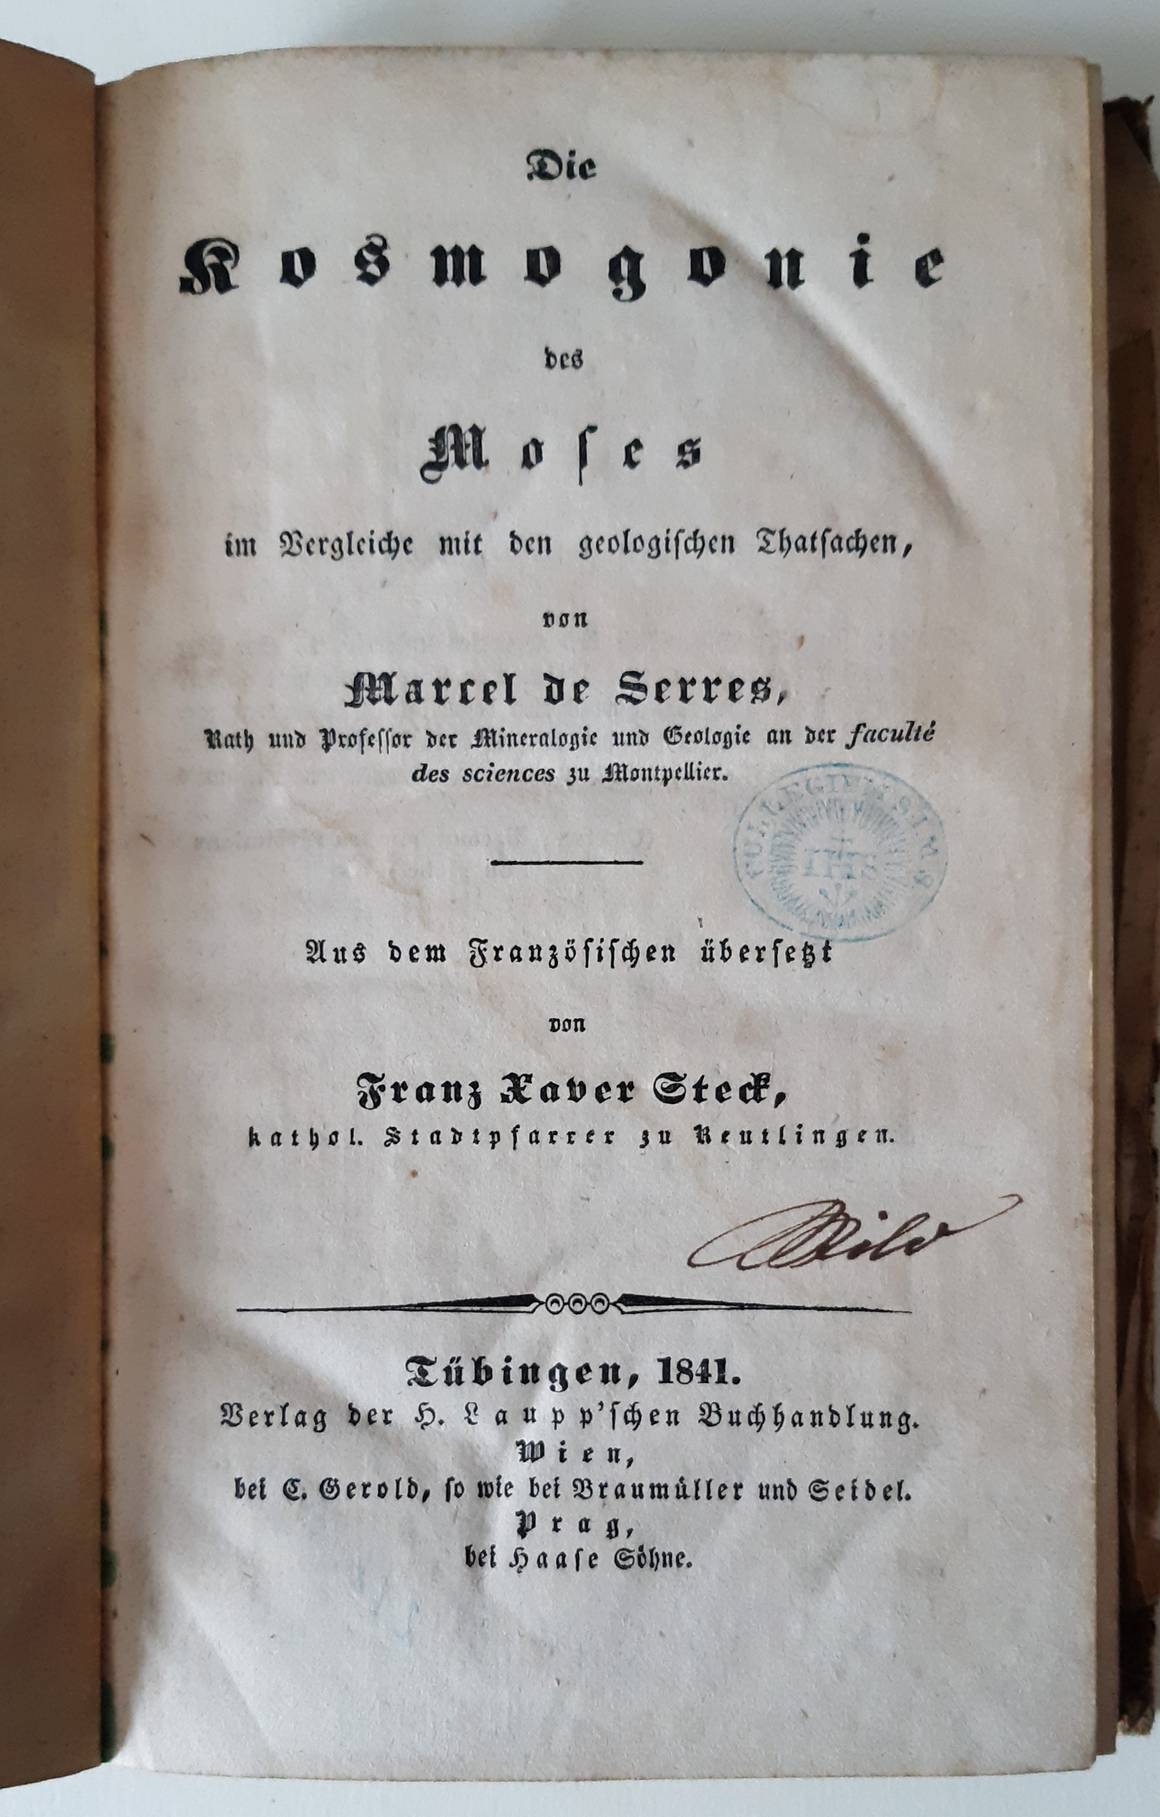 Die
Kosmogonie
des
Moſes
im Vergleiche mit den geologiſchen Thatſachen,
von
Marcel de Serres,
Rath und Profeſſor der Mineralogie und Geologie an der faculté
des sciences zu Montpellier.
COLLEGIVM S.I.M.S
IHS
Aus dem Franzöſiſchen überſetzt
von
Franz Xaver Steck,
kathol. Stadtpfarrer zu Reutlingen.
Wild
Tübingen, 1841.
Verlag der H. Laupp'ſchen Buchhandlung.
Wien,
bei C. Gerold, ſo wie bei Braumüller und Seidel.
Prag,
bei Haaſe Söhne.